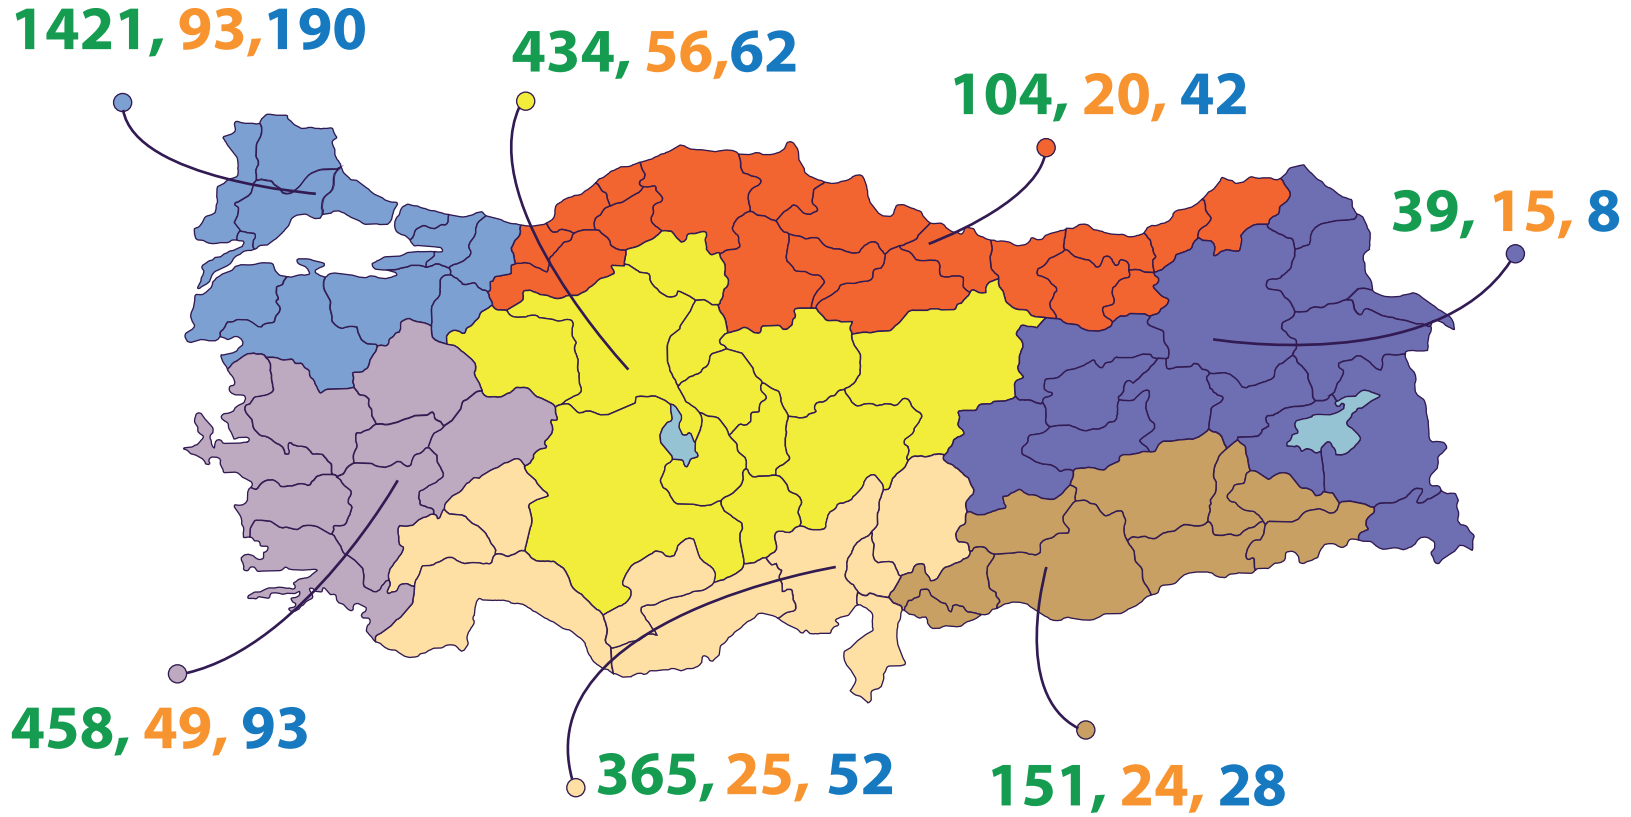 1421, 93,190
434, 56,62
104, 20, 42
39, 15, 8
458, 49, 93
365, 25, 52
151, 24, 28